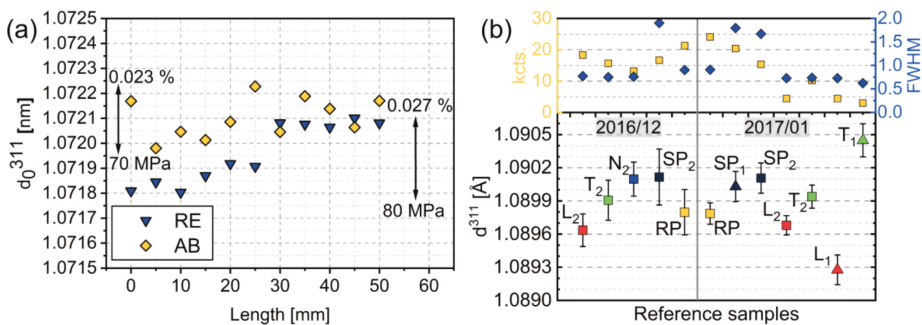 (a)
1.0725
1.0724
1.0723
1.0722
1.0721
1.0720
1.0719
1.0718
1.0717
1.0716
1.0715
d₀³¹¹ [nm]
0.023 %
70 MPa
0.027 %
80 MPa
RE
AB
0 10 20 30 40 50 60
Length [mm]
(b)
30
20
10
0
kcts.
2.0
1.5
1.0
0.5
0.0
FWHM
2016/12
2017/01
1.0905
1.0902
1.0899
1.0896
1.0893
1.0890
d³¹¹ [Å]
L₂
T₂
N₂
SP₂
RP
RP
SP₁
SP₂
L₂
T₂
L₁
T₁
Reference samples